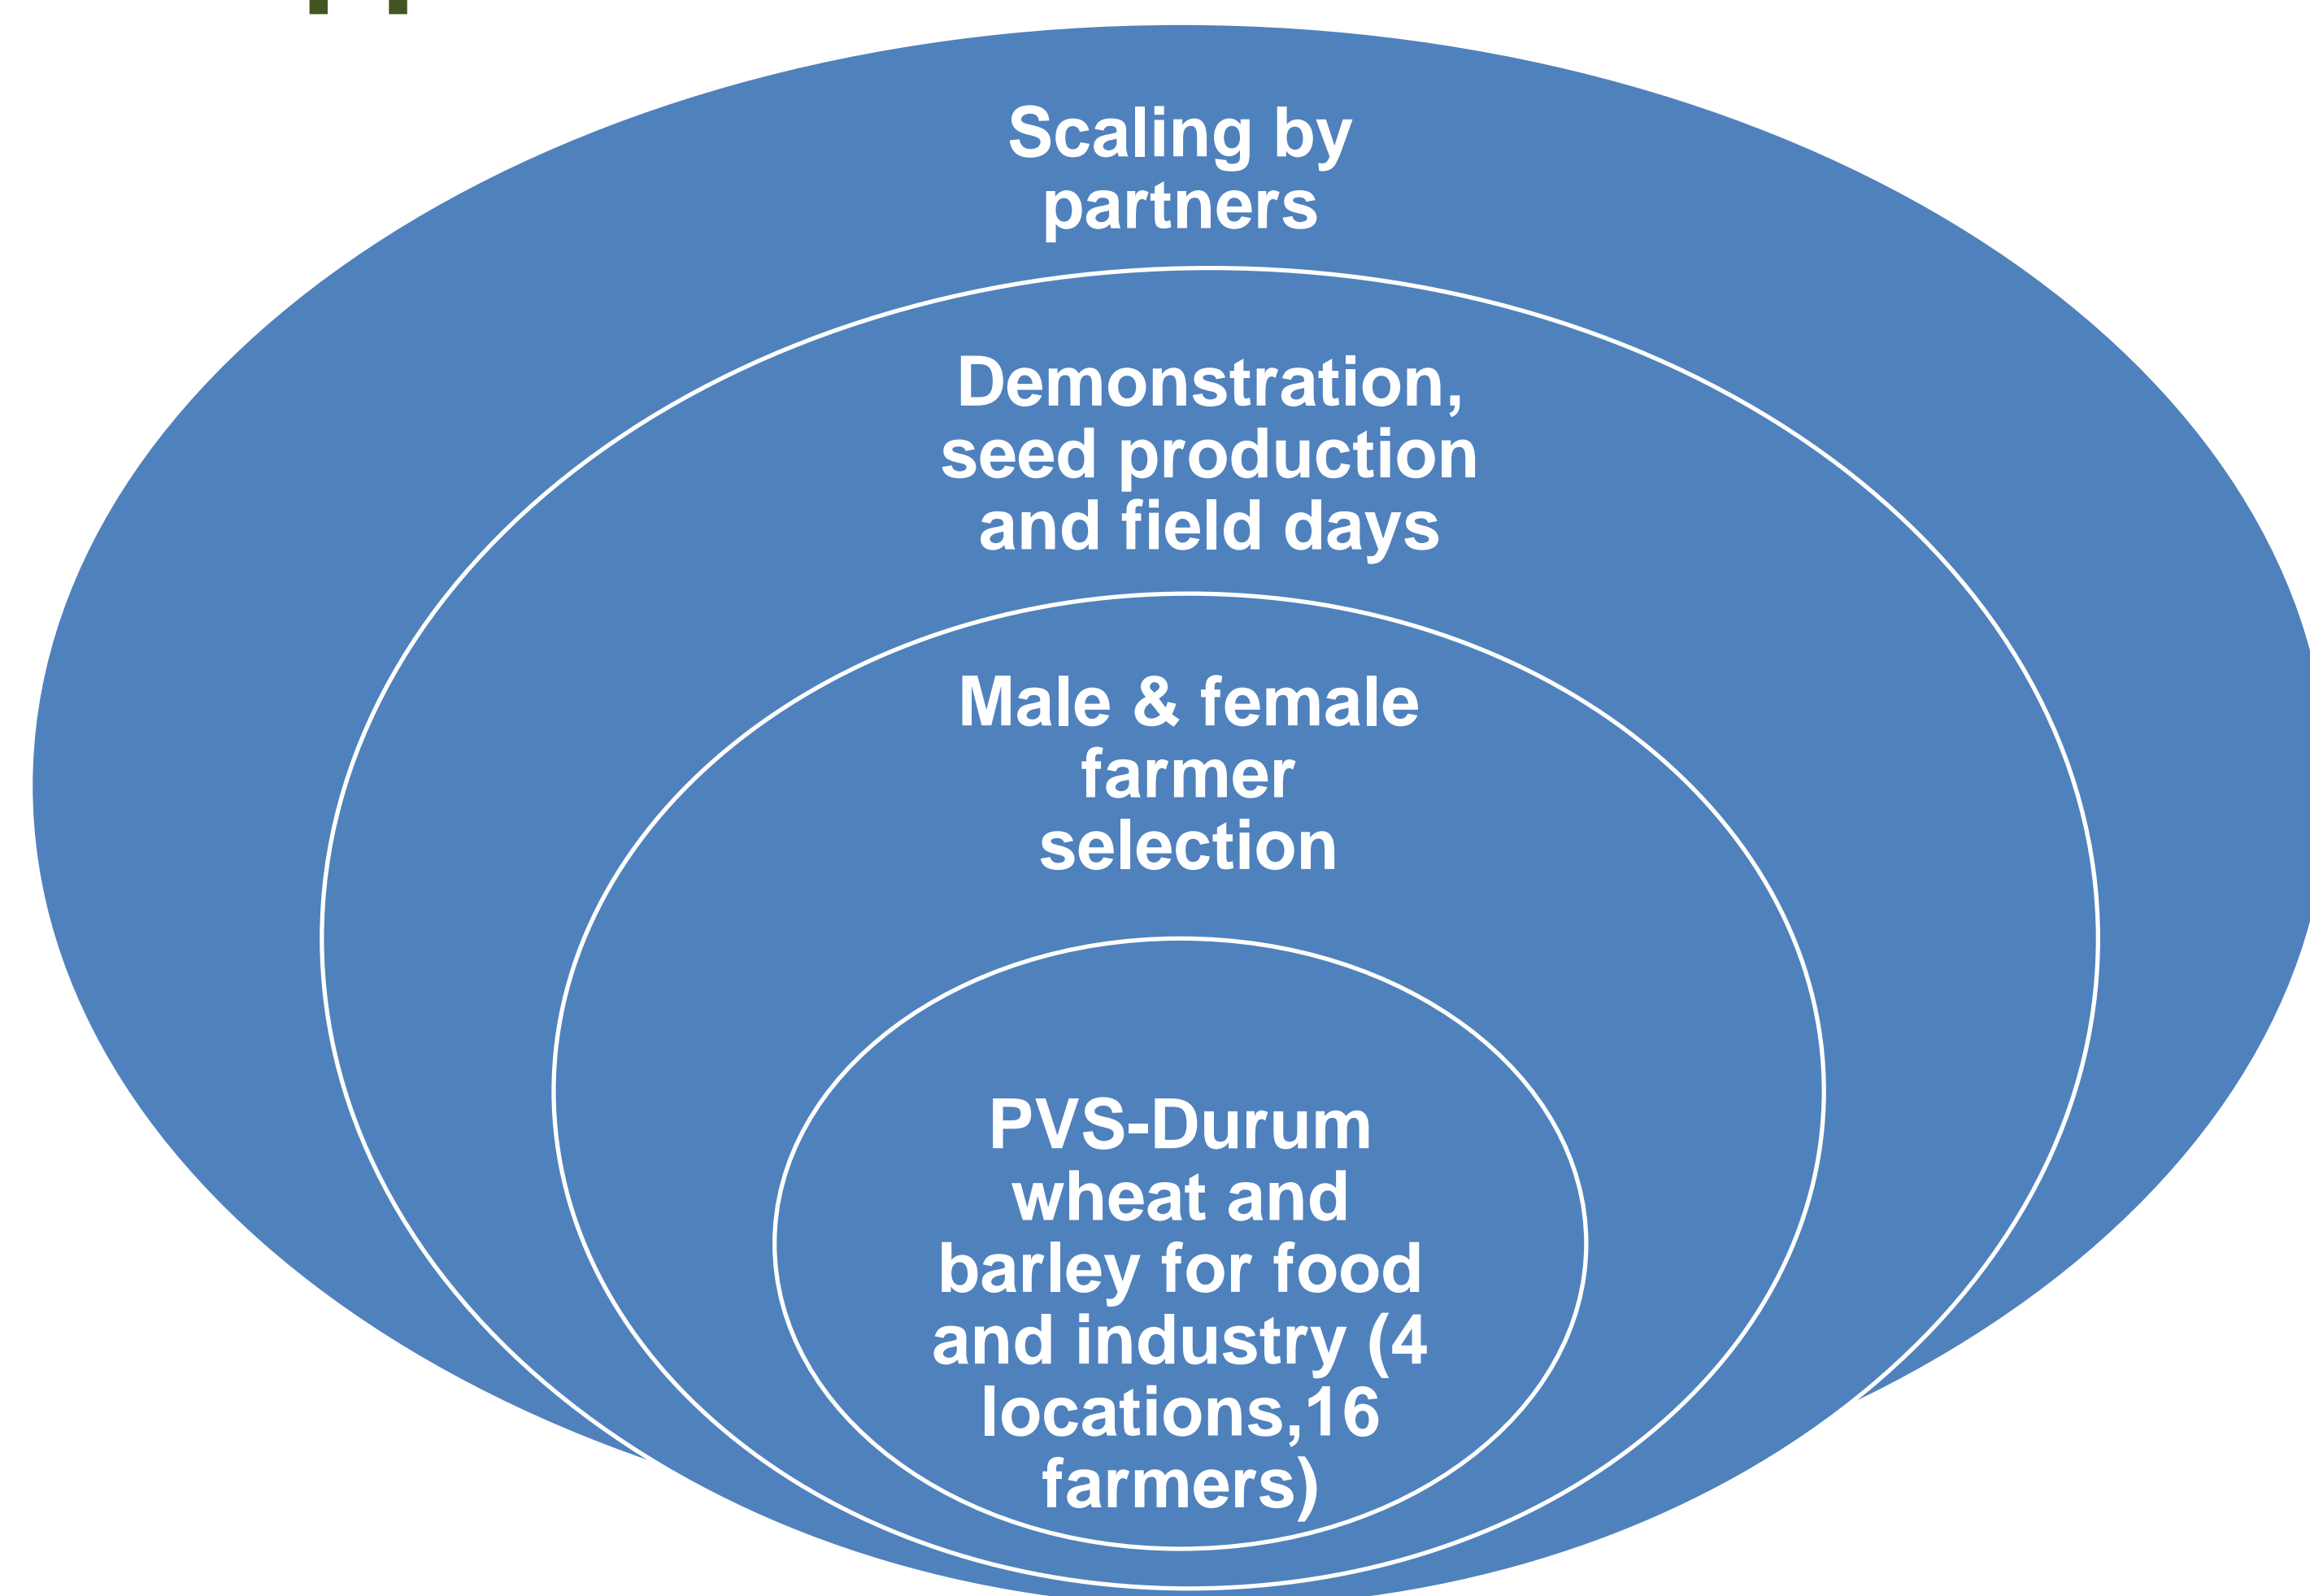 Scaling by
partners
Demonstration,
seed production
and field days
Male & female
farmer
selection
PVS-Durum
wheat and
barley for food
and industry (4
locations,16
farmers)